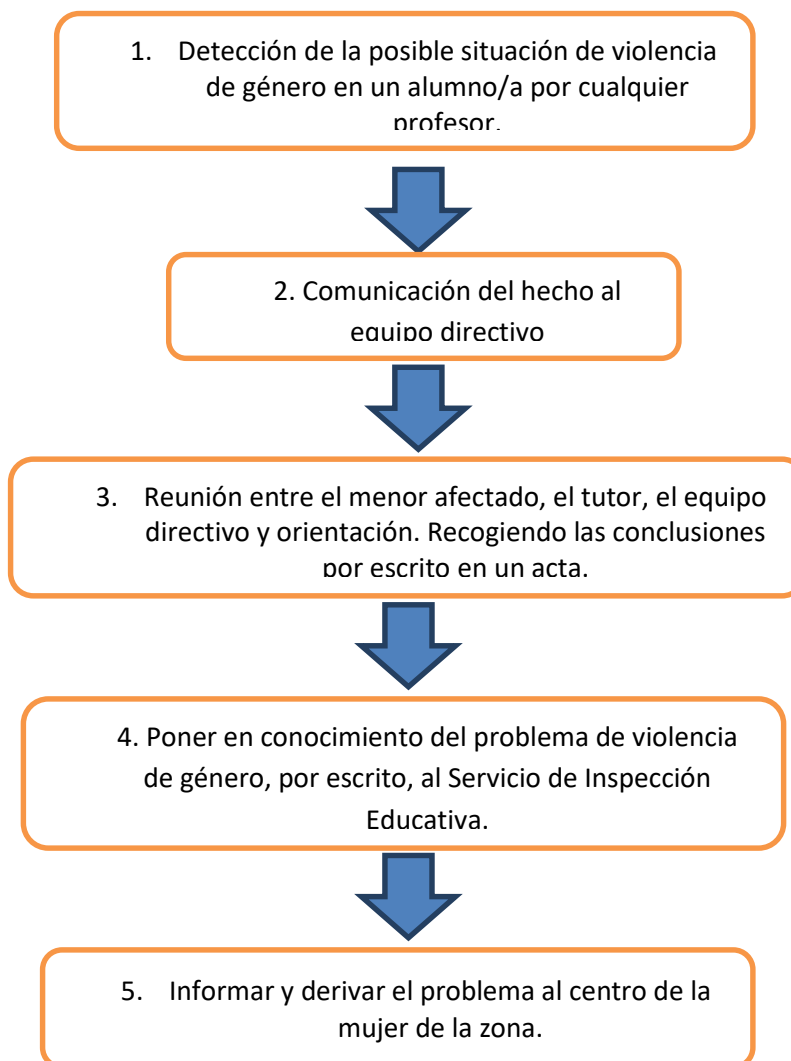 1. Detección de la posible situación de violencia
de género en un alumno/a por cualquier
profesor.
2. Comunicación del hecho al
equipo directivo
3. Reunión entre el menor afectado, el tutor, el equipo
directivo y orientación. Recogiendo las conclusiones
por escrito en un acta.
4. Poner en conocimiento del problema de violencia
de género, por escrito, al Servicio de Inspección
Educativa.
5. Informar y derivar el problema al centro de la
mujer de la zona.